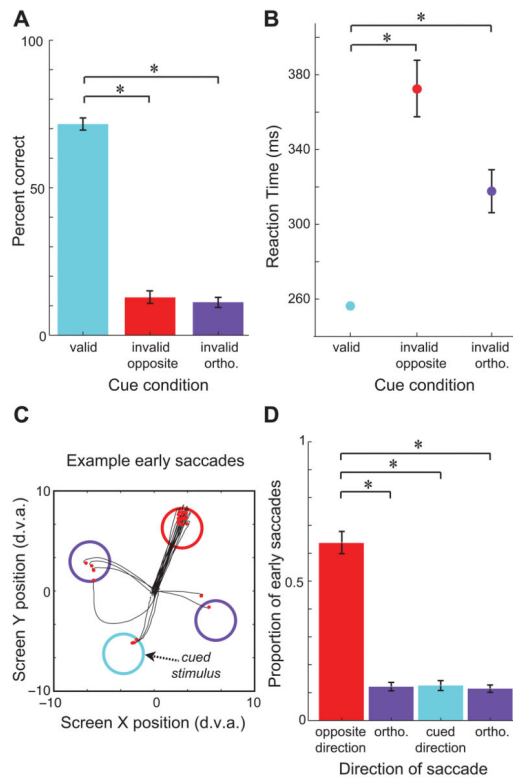 A
*
*
Percent correct
100
50
0
valid
invalid
opposite
invalid
ortho.
Cue condition
B
*
*
Reaction Time (ms)
380
340
300
260
valid
invalid
opposite
invalid
ortho.
Cue condition
C
Example early saccades
Screen Y position (d.v.a.)
10
0
−10
cued
stimulus
0
10
Screen X position (d.v.a.)
D
*
*
*
Proportion of early saccades
1
0.5
0
opposite
direction
ortho.
cued
direction
ortho.
Direction of saccade